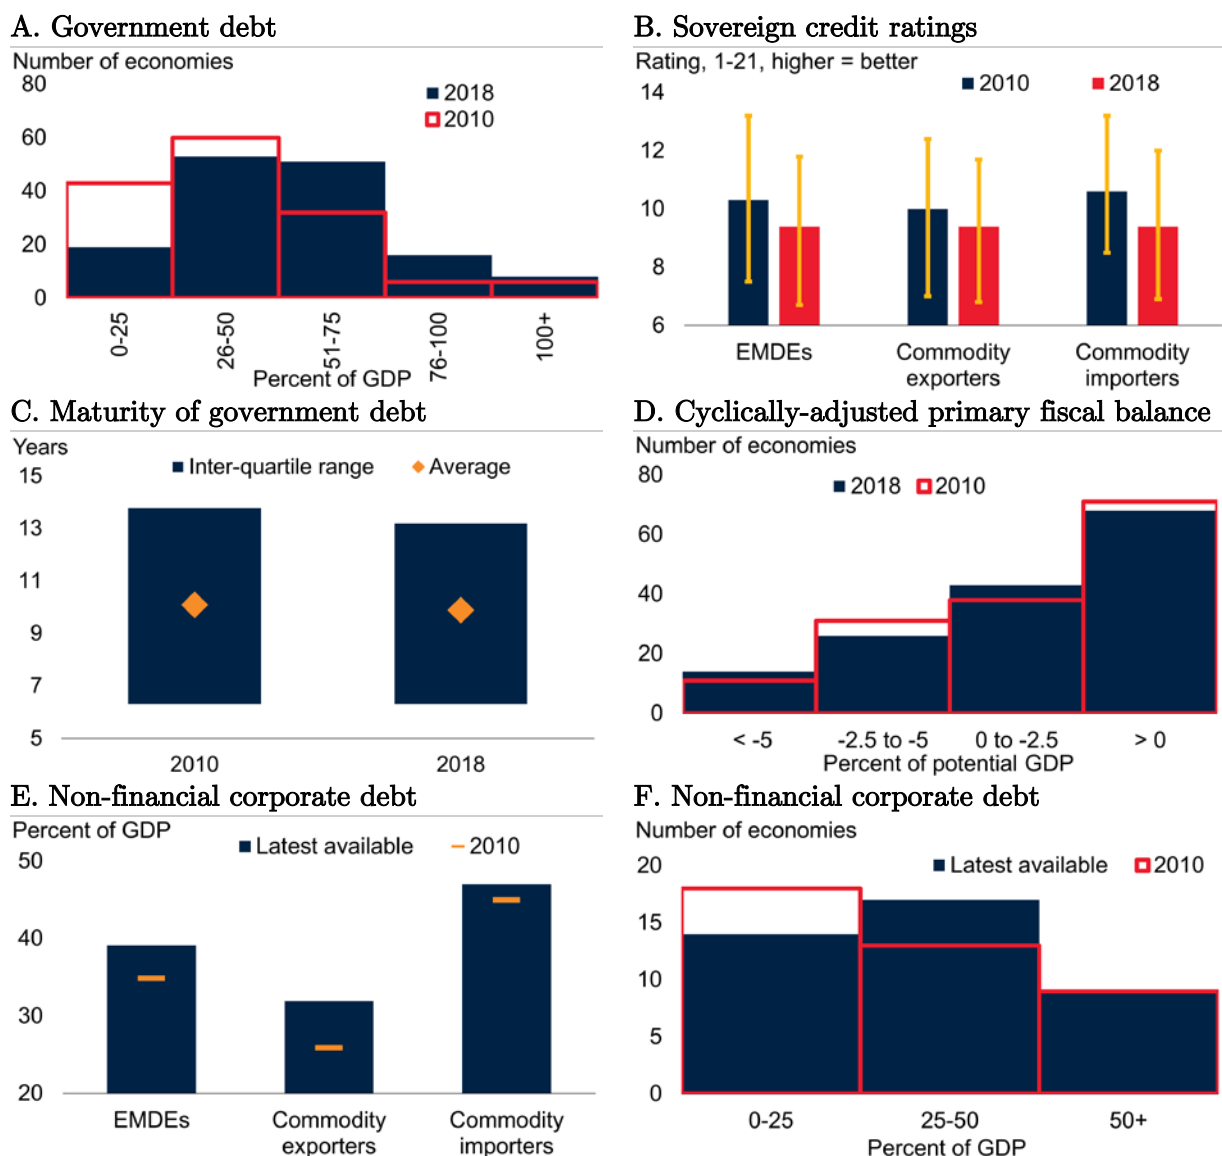 A. Government debt
Number of economies
80
60
40
20
0
2018
2010
0-25
26-50
51-75
76-100
100+
Percent of GDP
B. Sovereign credit ratings
Rating, 1-21, higher = better
14
12
10
8
6
2010
2018
EMDEs
Commodity
exporters
Commodity
importers
C. Maturity of government debt
Years
15
13
11
9
7
5
Inter-quartile range
Average
2010
2018
D. Cyclically-adjusted primary fiscal balance
Number of economies
80
60
40
20
0
2018
2010
< -5
-2.5 to -5
0 to -2.5
> 0
Percent of potential GDP
E. Non-financial corporate debt
Percent of GDP
50
40
30
20
Latest available
2010
EMDEs
Commodity
exporters
Commodity
importers
F. Non-financial corporate debt
Number of economies
20
15
10
5
0
Latest available
2010
0-25
25-50
50+
Percent of GDP